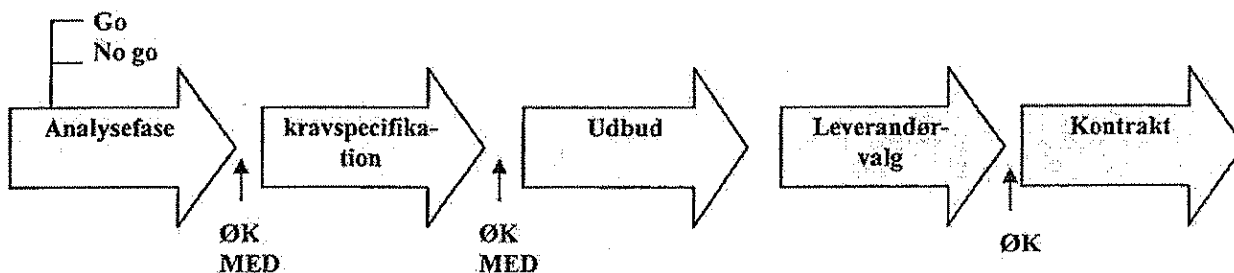 Go
No go
Analysefase
kravspecifika-
tion
Udbud
Leverandør-
valg
Kontrakt
ØK
MED
ØK
MED
ØK